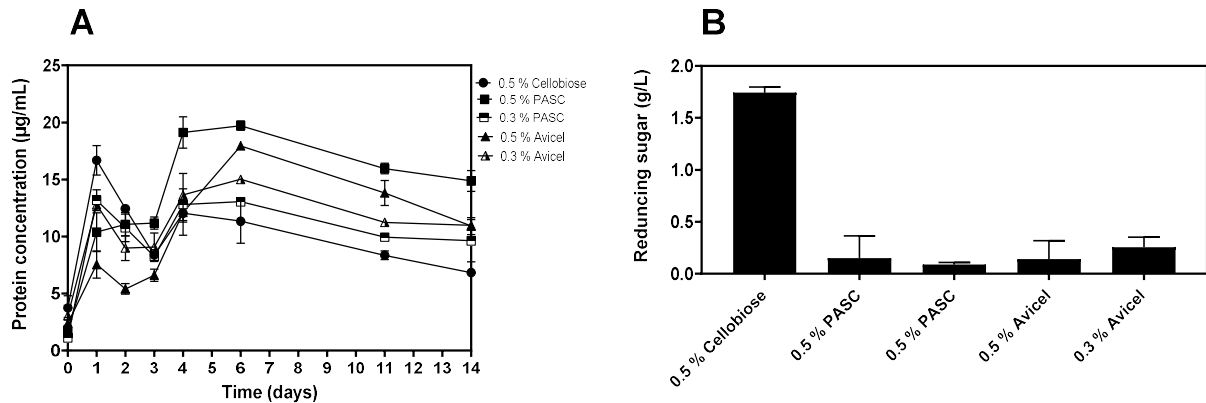 A
Protein concentration (µg/mL)
25
20
15
10
5
0
0 1 2 3 4 5 6 7 8 9 10 11 12 13 14
Time (days)
0.5 % Cellobiose
0.5 % PASC
0.3 % PASC
0.5 % Avicel
0.3 % Avicel
B
Reduncing sugar (g/L)
2.0
1.5
1.0
0.5
0.0
0.5 % Cellobiose
0.5 % PASC
0.5 % PASC
0.5 % Avicel
0.3 % Avicel